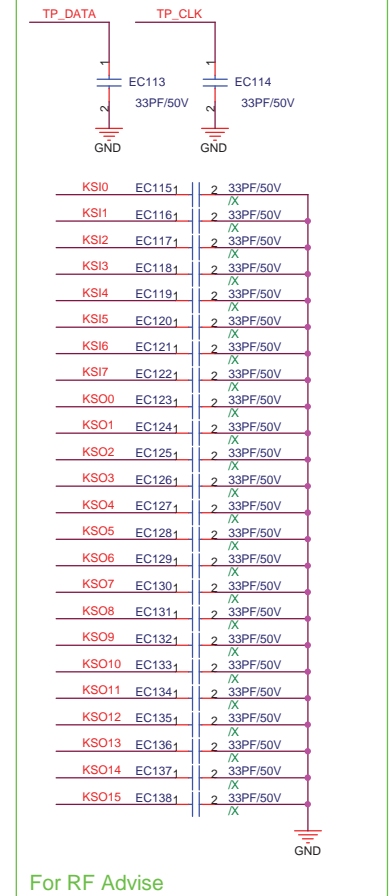 TP_DATA TP_CLK
1 1
EC113 EC114
33PF/50V 33PF/50V
2 2
GND GND
KSI0 EC115 1 2 33PF/50V
/X
KSI1 EC116 1 2 33PF/50V
/X
KSI2 EC117 1 2 33PF/50V
/X
KSI3 EC118 1 2 33PF/50V
/X
KSI4 EC119 1 2 33PF/50V
/X
KSI5 EC120 1 2 33PF/50V
/X
KSI6 EC121 1 2 33PF/50V
/X
KSI7 EC122 1 2 33PF/50V
/X
KSO0 EC123 1 2 33PF/50V
/X
KSO1 EC124 1 2 33PF/50V
/X
KSO2 EC125 1 2 33PF/50V
/X
KSO3 EC126 1 2 33PF/50V
/X
KSO4 EC127 1 2 33PF/50V
/X
KSO5 EC128 1 2 33PF/50V
/X
KSO6 EC129 1 2 33PF/50V
/X
KSO7 EC130 1 2 33PF/50V
/X
KSO8 EC131 1 2 33PF/50V
/X
KSO9 EC132 1 2 33PF/50V
/X
KSO10 EC133 1 2 33PF/50V
/X
KSO11 EC134 1 2 33PF/50V
/X
KSO12 EC135 1 2 33PF/50V
/X
KSO13 EC136 1 2 33PF/50V
/X
KSO14 EC137 1 2 33PF/50V
/X
KSO15 EC138 1 2 33PF/50V
/X
GND
For RF Advise